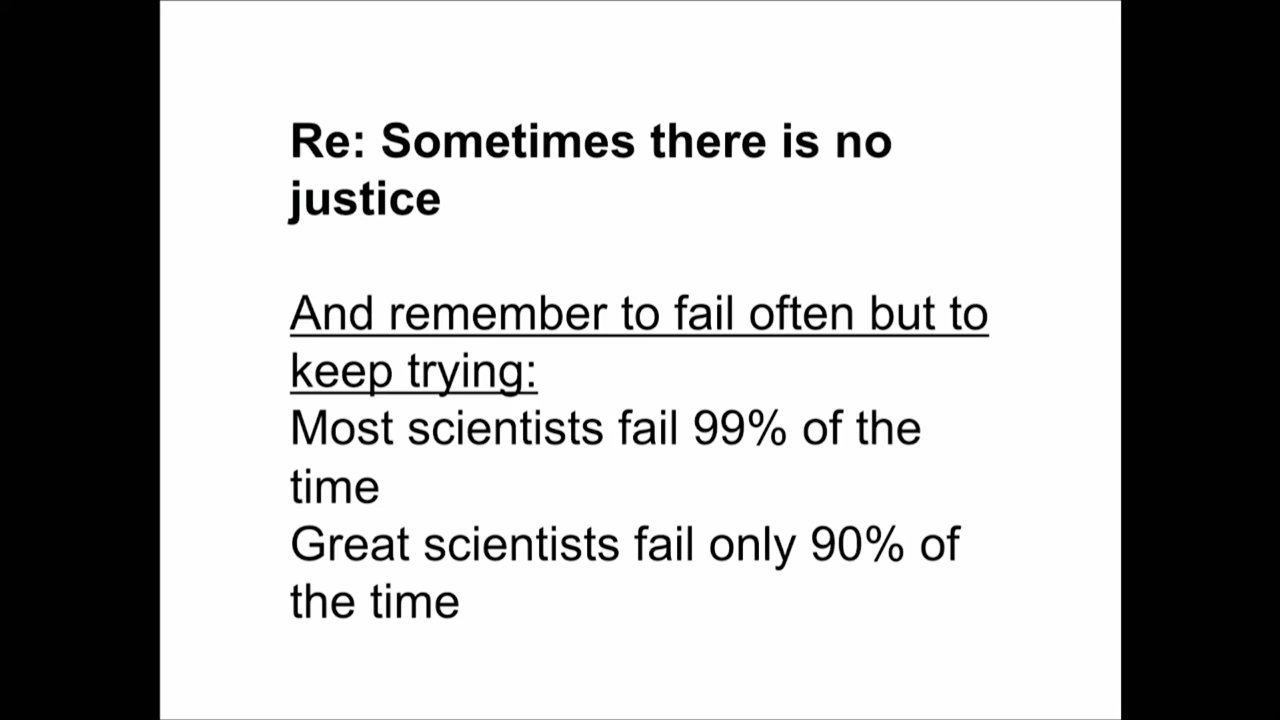 Re: Sometimes there is no
justice
And remember to fail often but to
keep trying:
Most scientists fail 99% of the
time
Great scientists fail only 90% of
the time